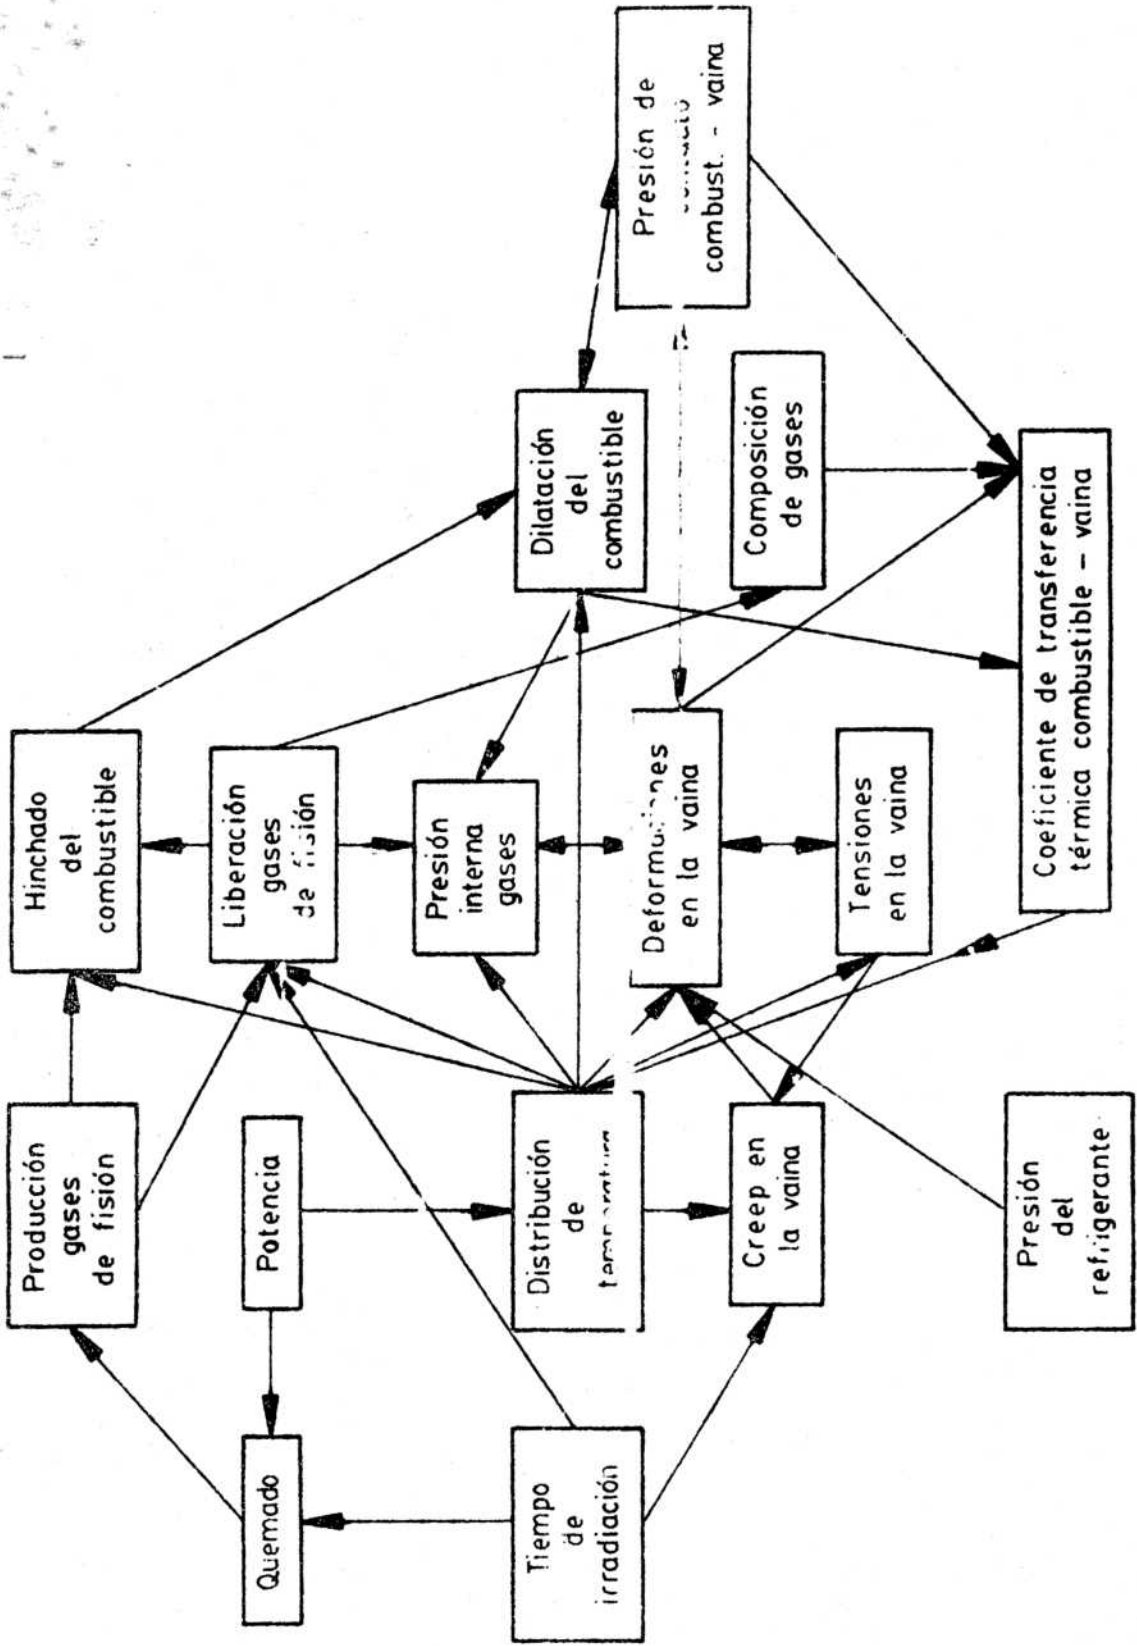 Quemado
Tiempo
de
irradiación
Producción
gases
de fisión
Potencia
Distribución
de
temperatura
Creep en
la vaina
Presión
del
refrigerante
Hinchado
del
combustible
Liberación
gases
de fisión
Presión
interna
gases
Deformaciones
en la vaina
Tensiones
en la vaina
Dilatación
del
combustible
Composición
de gases
Coeficiente de transferencia
térmica combustible - vaina
Presión de
combust. - vaina